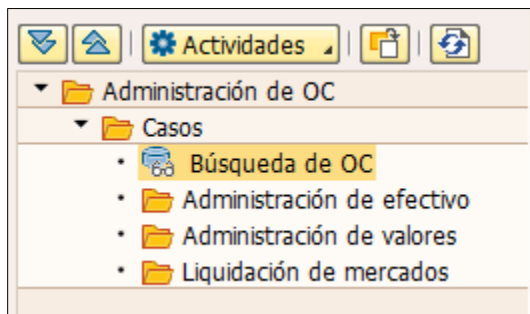 Actividades
Administración de OC
Casos
Búsqueda de OC
Administración de efectivo
Administración de valores
Liquidación de mercados